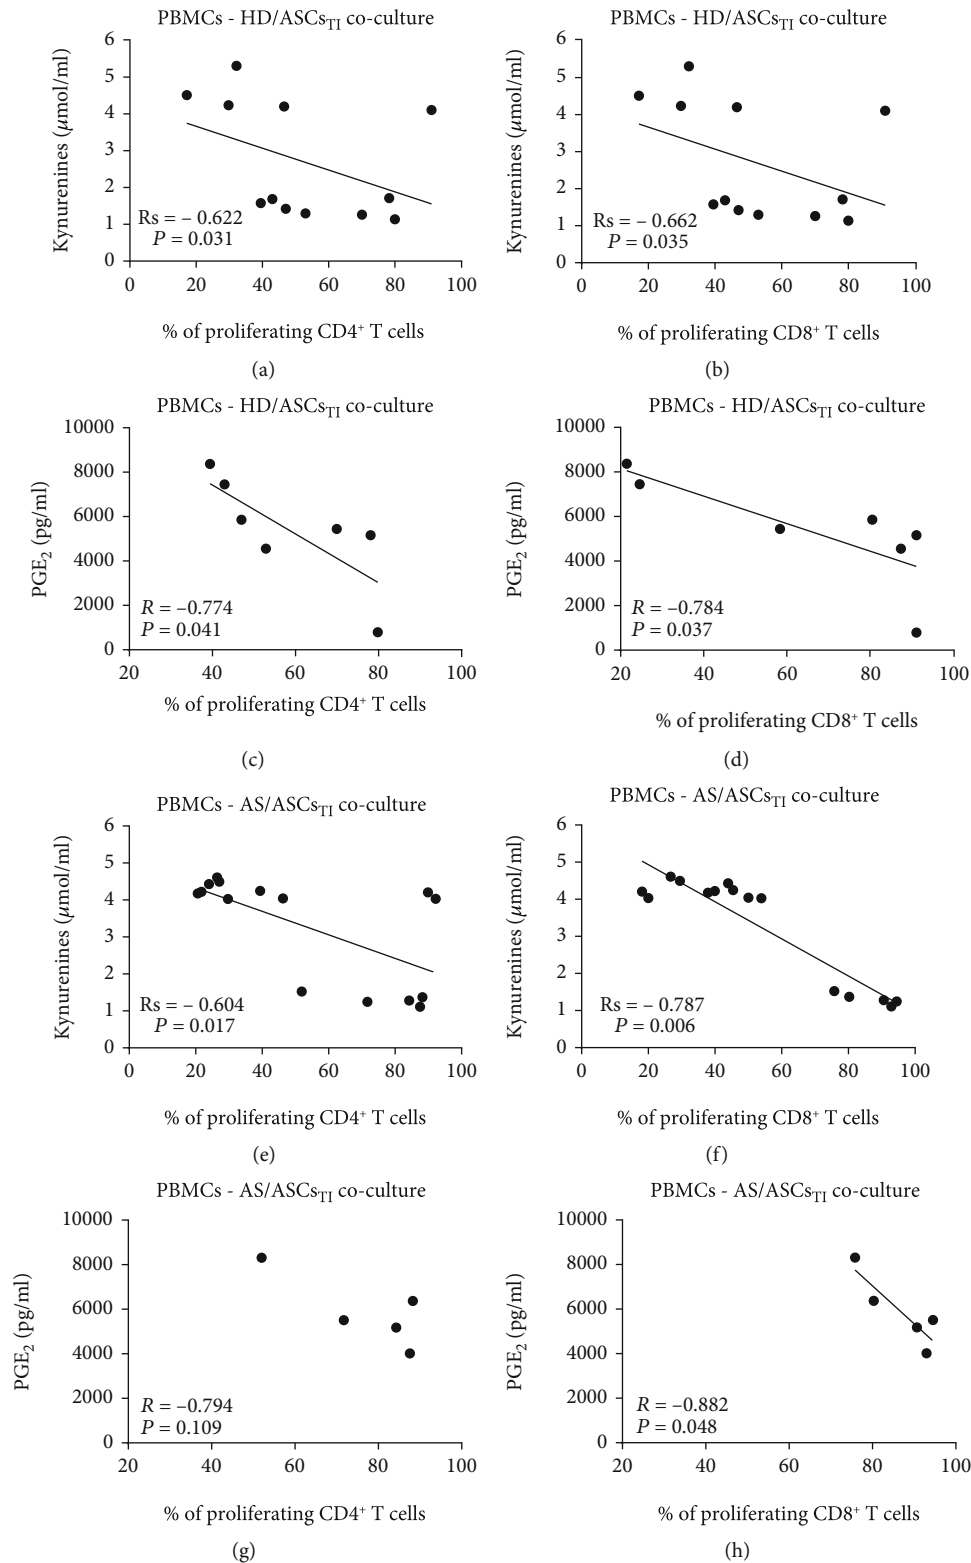 PBMCs - HD/ASCsTI co-culture
Kynurenines (μmol/ml)
6
5
4
3
2
1
0
Rs = – 0.622
P = 0.031
0 20 40 60 80 100
% of proliferating CD4+ T cells
(a)
PBMCs - HD/ASCsTI co-culture
Kynurenines (μmol/ml)
6
5
4
3
2
1
0
Rs = – 0.662
P = 0.035
0 20 40 60 80 100
% of proliferating CD8+ T cells
(b)
PBMCs - HD/ASCsTI co-culture
PGE2 (pg/ml)
10000
8000
6000
4000
2000
0
R = –0.774
P = 0.041
20 40 60 80 100
% of proliferating CD4+ T cells
(c)
PBMCs - HD/ASCsTI co-culture
PGE2 (pg/ml)
10000
8000
6000
4000
2000
0
R = –0.784
P = 0.037
20 40 60 80 100
% of proliferating CD8+ T cells
(d)
PBMCs - AS/ASCsTI co-culture
Kynurenines (μmol/ml)
6
5
4
3
2
1
0
Rs = – 0.604
P = 0.017
0 20 40 60 80 100
% of proliferating CD4+ T cells
(e)
PBMCs - AS/ASCsTI co-culture
Kynurenines (μmol/ml)
6
5
4
3
2
1
0
Rs = – 0.787
P = 0.006
0 20 40 60 80 100
% of proliferating CD8+ T cells
(f)
PBMCs - AS/ASCsTI co-culture
PGE2 (pg/ml)
10000
8000
6000
4000
2000
0
R = –0.794
P = 0.109
20 40 60 80 100
% of proliferating CD4+ T cells
(g)
PBMCs - AS/ASCsTI co-culture
PGE2 (pg/ml)
10000
8000
6000
4000
2000
0
R = –0.882
P = 0.048
20 40 60 80 100
% of proliferating CD8+ T cells
(h)